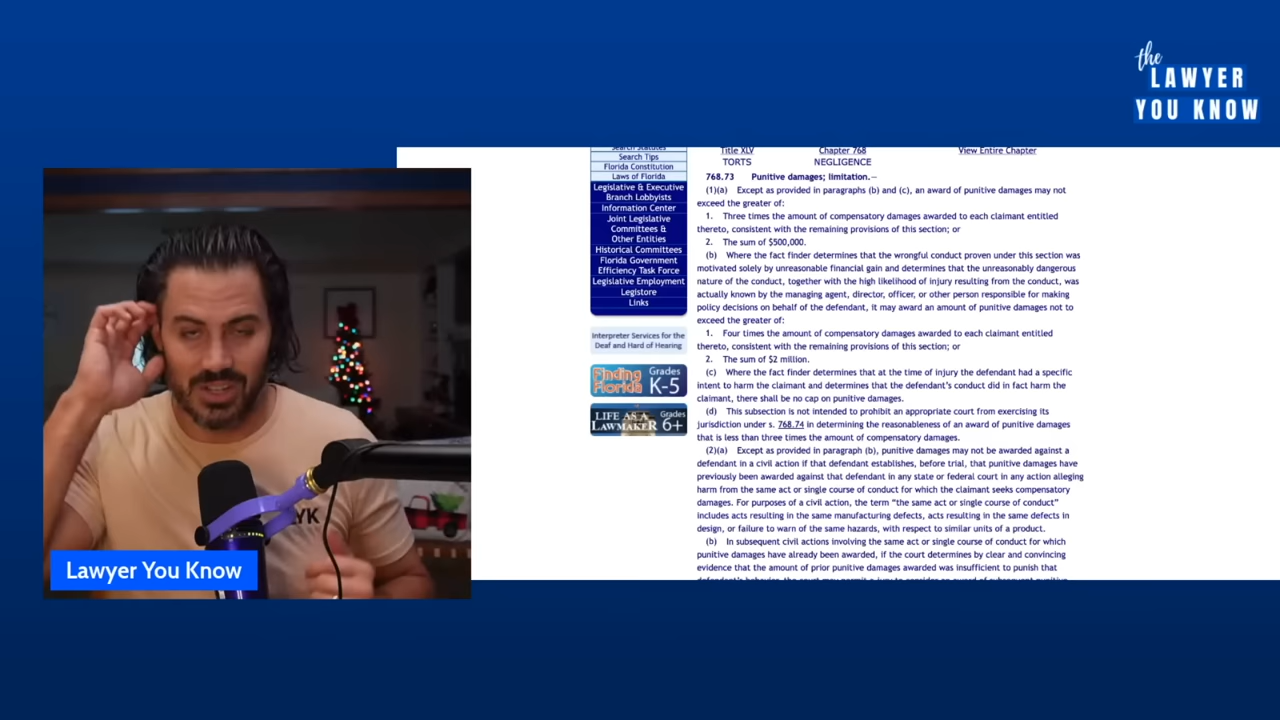 the
LAWYER
YOU KNOW
Search Statutes
Search Tips
Florida Constitution
Laws of Florida
Legislative & Executive
Branch Lobbyists
Information Center
Joint Legislative
Committees &
Other Entities
Historical Committees
Florida Government
Efficiency Task Force
Legislative Employment
Legistore
Links
Interpreter Services for the
Deaf and Hard of Hearing
Finding
Florida
Grades
K-5
LIFE AS A
LAWMAKER
Grades
6+
Title XLV Chapter 768 View Entire Chapter
TORTS NEGLIGENCE
768.73 Punitive damages; limitation.—
(1)(a) Except as provided in paragraphs (b) and (c), an award of punitive damages may not
exceed the greater of:
1. Three times the amount of compensatory damages awarded to each claimant entitled
thereto, consistent with the remaining provisions of this section; or
2. The sum of $500,000.
(b) Where the fact finder determines that the wrongful conduct proven under this section was
motivated solely by unreasonable financial gain and determines that the unreasonably dangerous
nature of the conduct, together with the high likelihood of injury resulting from the conduct, was
actually known by the managing agent, director, officer, or other person responsible for making
policy decisions on behalf of the defendant, it may award an amount of punitive damages not to
exceed the greater of:
1. Four times the amount of compensatory damages awarded to each claimant entitled
thereto, consistent with the remaining provisions of this section; or
2. The sum of $2 million.
(c) Where the fact finder determines that at the time of injury the defendant had a specific
intent to harm the claimant and determines that the defendant's conduct did in fact harm the
claimant, there shall be no cap on punitive damages.
(d) This subsection is not intended to prohibit an appropriate court from exercising its
jurisdiction under s. 768.74 in determining the reasonableness of an award of punitive damages
that is less than three times the amount of compensatory damages.
(2)(a) Except as provided in paragraph (b), punitive damages may not be awarded against a
defendant in a civil action if that defendant establishes, before trial, that punitive damages have
previously been awarded against that defendant in any state or federal court in any action alleging
harm from the same act or single course of conduct for which the claimant seeks compensatory
damages. For purposes of a civil action, the term "the same act or single course of conduct"
includes acts resulting in the same manufacturing defects, acts resulting in the same defects in
design, or failure to warn of the same hazards, with respect to similar units of a product.
(b) In subsequent civil actions involving the same act or single course of conduct for which
punitive damages have already been awarded, if the court determines by clear and convincing
evidence that the amount of prior punitive damages awarded was insufficient to punish that
defendant's behavior, the court may permit a jury to consider an award of subsequent punitive
YK
Lawyer You Know